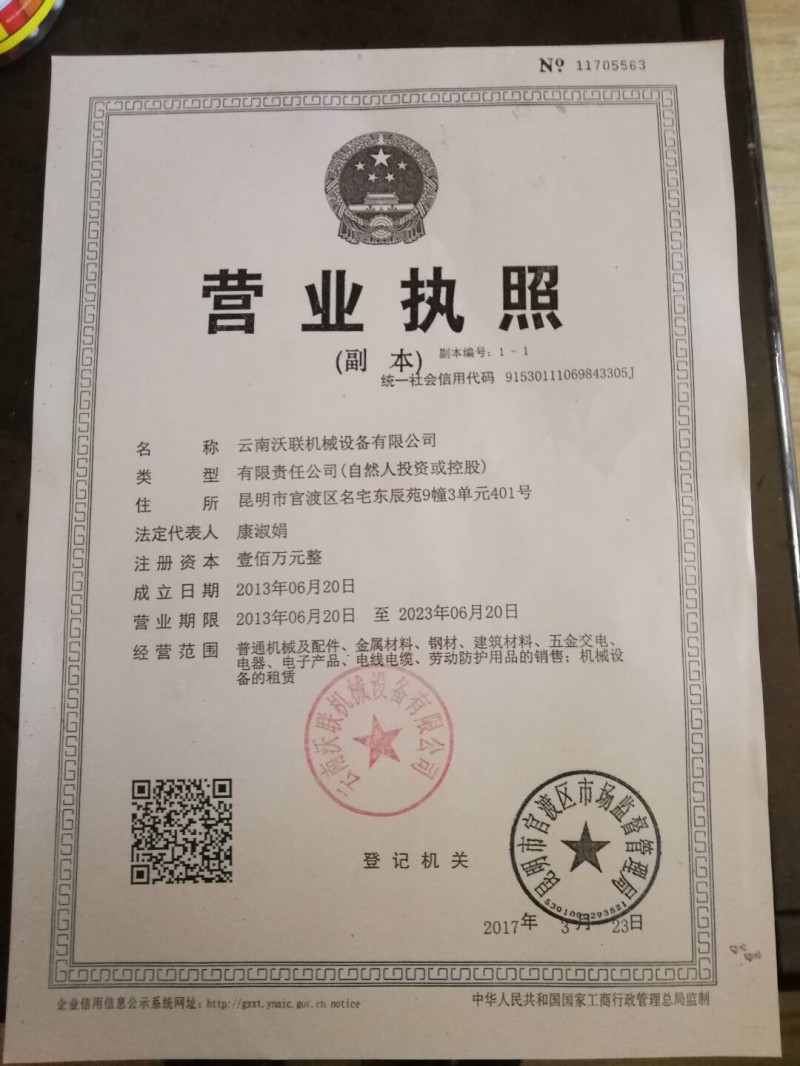 № 11705563
营业执照
(副 本) 副本编号：1 - 1
统一社会信用代码 91530111069843305J
名 称 云南沃联机械设备有限公司
类 型 有限责任公司(自然人投资或控股)
住 所 昆明市官渡区名宅东辰苑9幢3单元401号
法定代表人 康淑娟
注册资本 壹佰万元整
成立日期 2013年06月20日
营业期限 2013年06月20日 至 2023年06月20日
经营范围 普通机械及配件、金属材料、钢材、建筑材料、五金交电、
电器、电子产品、电线电缆、劳动防护用品的销售；机械设
备的租赁
云南沃联机械设备有限公司
昆明市官渡区市场监督管理局
登记机关
2017年 3月 23日
企业信用信息公示系统网址：http://gsxt.ynaic.gov.cn notice
中华人民共和国国家工商行政管理总局监制